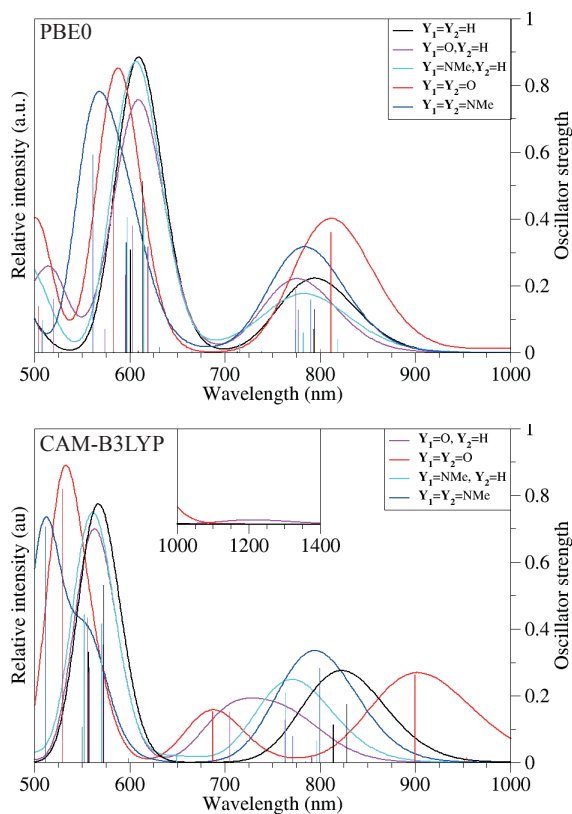 PBE0
Y1=Y2=H
Y1=O,Y2=H
Y1=NMe,Y2=H
Y1=Y2=O
Y1=Y2=NMe
Relative intensity (a.u.)
1
0.8
0.6
0.4
0.2
0
Oscillator strength
500 600 700 800 900 1000
Wavelength (nm)
CAM-B3LYP
Y1=O, Y2=H
Y1=Y2=O
Y1=NMe, Y2=H
Y1=Y2=NMe
1000 1200 1400
Relative intensity (au)
1
0.8
0.6
0.4
0.2
0
Oscillator strength
500 600 700 800 900 1000
Wavelength (nm)